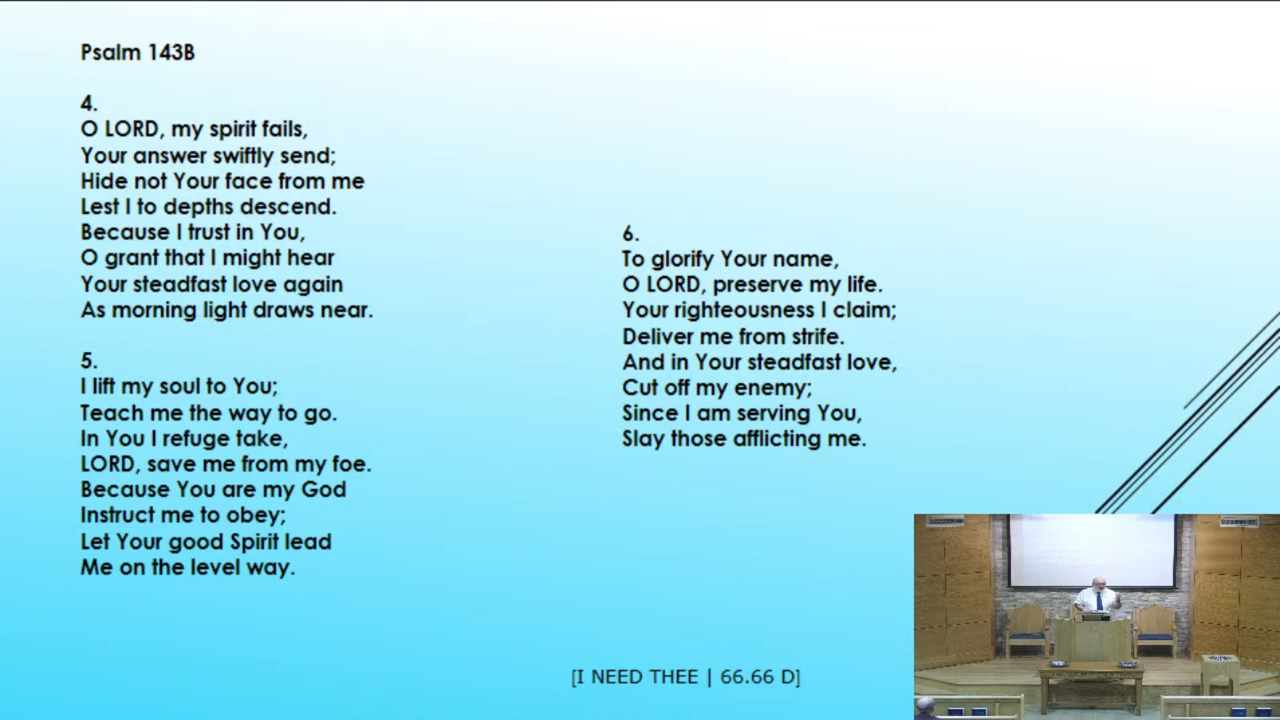 Psalm 143B
4.
O LORD, my spirit fails,
Your answer swiftly send;
Hide not Your face from me
Lest I to depths descend.
Because I trust in You,
O grant that I might hear
Your steadfast love again
As morning light draws near.
5.
I lift my soul to You;
Teach me the way to go.
In You I refuge take,
LORD, save me from my foe.
Because You are my God
Instruct me to obey;
Let Your good Spirit lead
Me on the level way.
6.
To glorify Your name,
O LORD, preserve my life.
Your righteousness I claim;
Deliver me from strife.
And in Your steadfast love,
Cut off my enemy;
Since I am serving You,
Slay those afflicting me.
[I NEED THEE | 66.66 D]